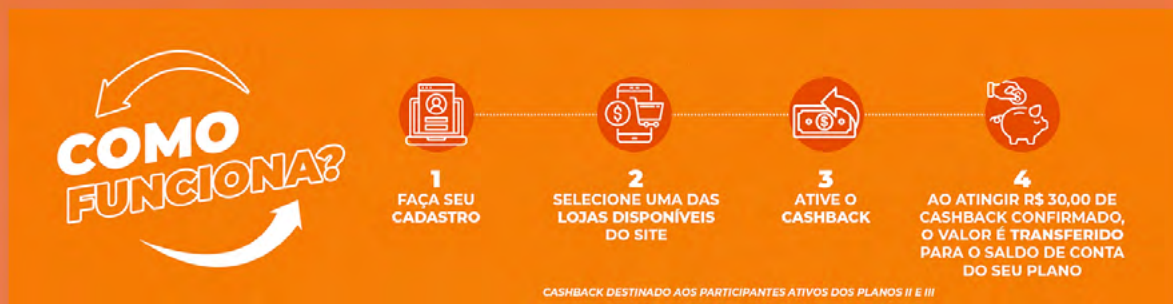 COMO
FUNCIONA?
1
FAÇA SEU
CADASTRO
2
SELECIONE UMA DAS
LOJAS DISPONÍVEIS
DO SITE
3
ATIVE O
CASHBACK
4
AO ATINGIR R$ 30,00 DE
CASHBACK CONFIRMADO,
O VALOR É TRANSFERIDO
PARA O SALDO DE CONTA
DO SEU PLANO
CASHBACK DESTINADO AOS PARTICIPANTES ATIVOS DOS PLANOS II E III